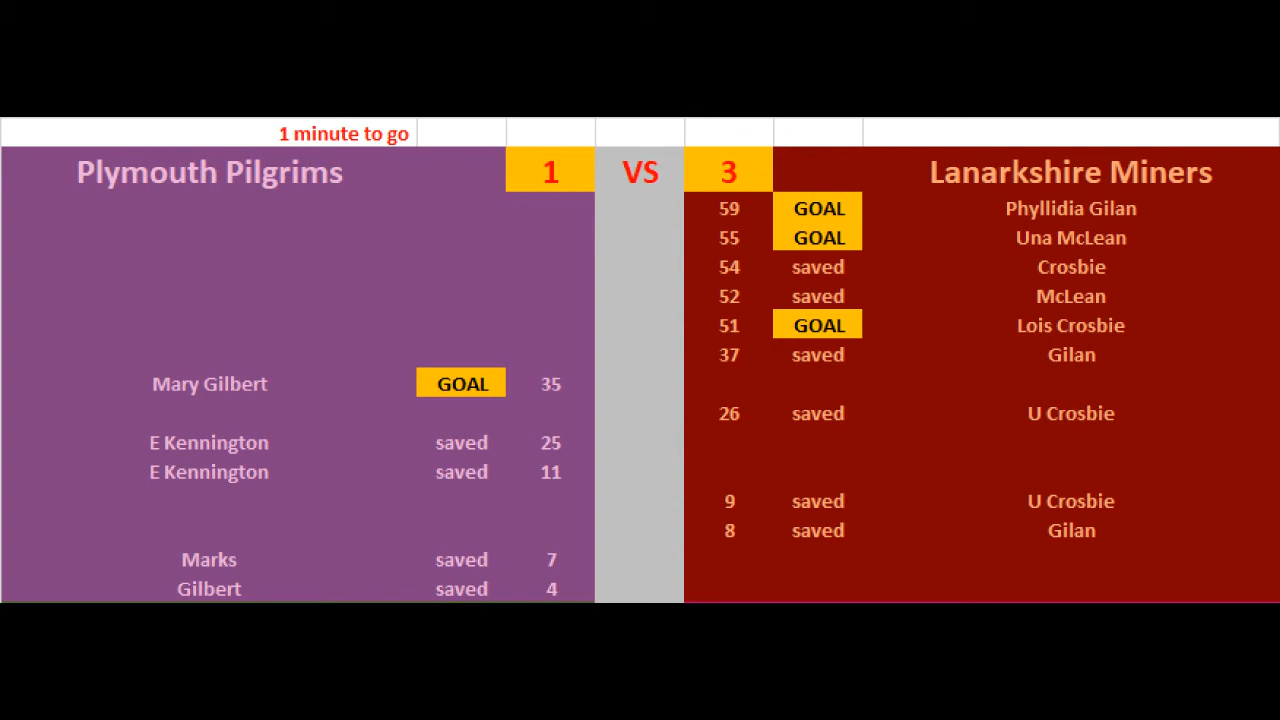 1 minute to go
Plymouth Pilgrims 1 VS 3 Lanarkshire Miners
59 GOAL Phyllidia Gilan
55 GOAL Una McLean
54 saved Crosbie
52 saved McLean
51 GOAL Lois Crosbie
37 saved Gilan
Mary Gilbert GOAL 35
26 saved U Crosbie
E Kennington saved 25
E Kennington saved 11
9 saved U Crosbie
8 saved Gilan
Marks saved 7
Gilbert saved 4